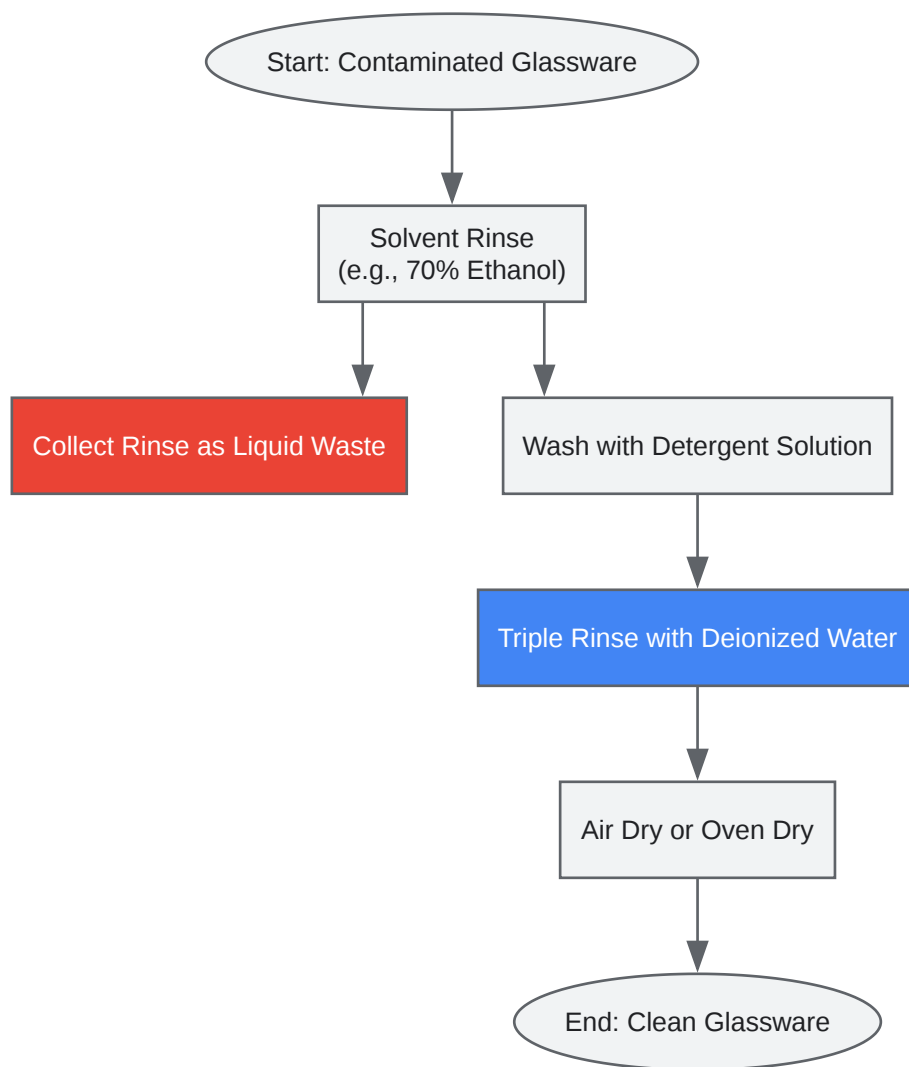 Start: Contaminated Glassware
Solvent Rinse
(e.g., 70% Ethanol)
Collect Rinse as Liquid Waste
Wash with Detergent Solution
Triple Rinse with Deionized Water
Air Dry or Oven Dry
End: Clean Glassware